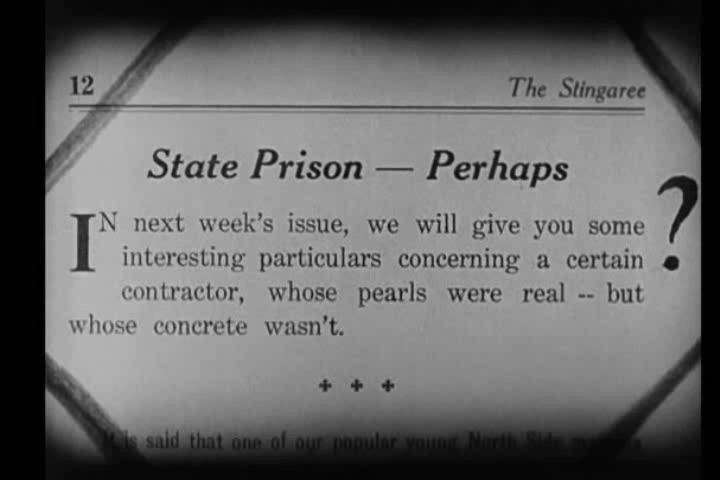 12 The Stingaree
State Prison — Perhaps
?
IN next week's issue, we will give you some
interesting particulars concerning a certain
contractor, whose pearls were real -- but
whose concrete wasn't.
+ + +
is said that one of our popular young North Side